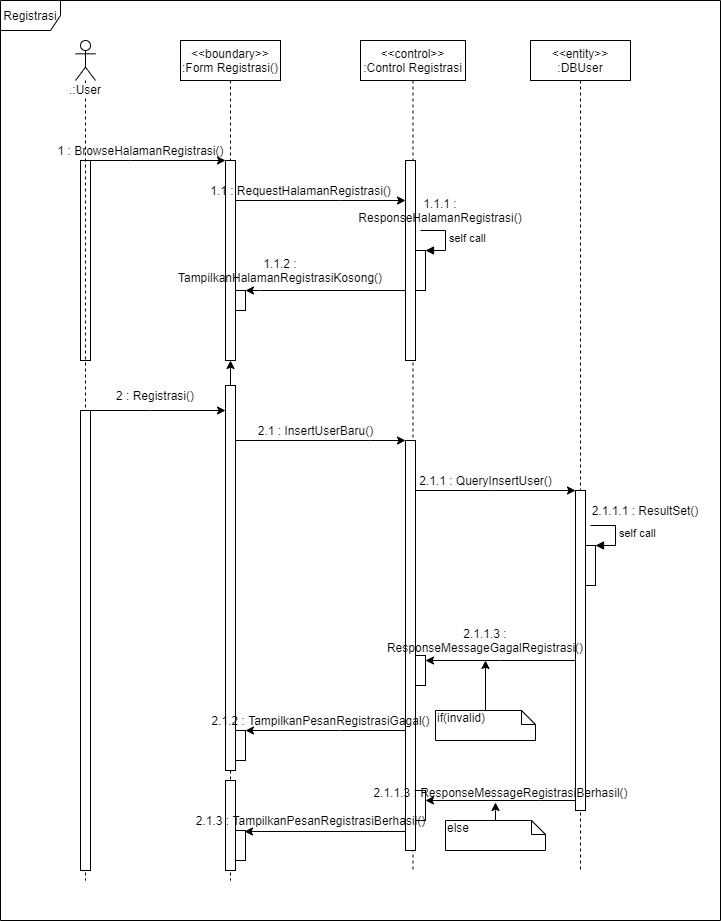 Registrasi
<<boundary>>
:Form Registrasi()
<<control>>
:Control Registrasi
<<entity>>
:DBUser
.:User
1 : BrowseHalamanRegistrasi()
1.1 : RequestHalamanRegistrasi()
1.1.1 :
ResponseHalamanRegistrasi()
self call
1.1.2 :
TampilkanHalamanRegistrasiKosong()
2 : Registrasi()
2.1 : InsertUserBaru()
2.1.1 : QueryInsertUser()
2.1.1.1 : ResultSet()
self call
2.1.1.3 :
ResponseMessageGagalRegistrasi()
2.1.2 : TampilkanPesanRegistrasiGagal()
if(invalid)
2.1.1.3 : ResponseMessageRegistrasiBerhasil()
2.1.3 : TampilkanPesanRegistrasiBerhasil()
else